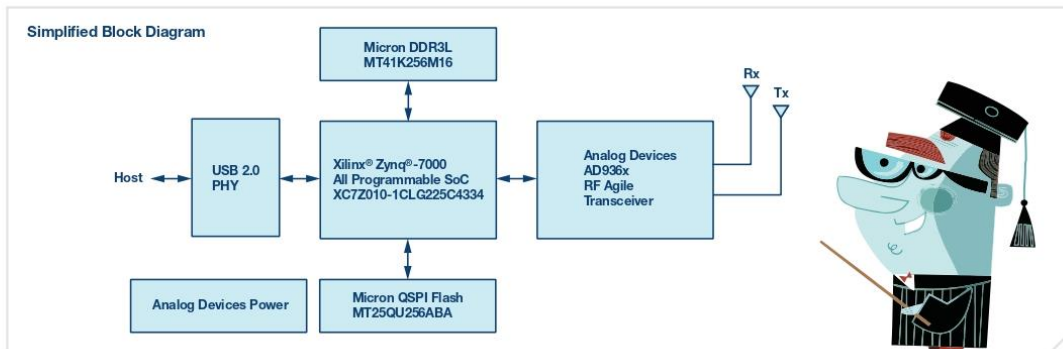 Simplified Block Diagram
Micron DDR3L
MT41K256M16
Rx
Tx
Host
USB 2.0
PHY
Xilinx® Zynq®-7000
All Programmable SoC
XC7Z010-1CLG225C4334
Analog Devices
AD936x
RF Agile
Transceiver
Analog Devices Power
Micron QSPI Flash
MT25QU256ABA